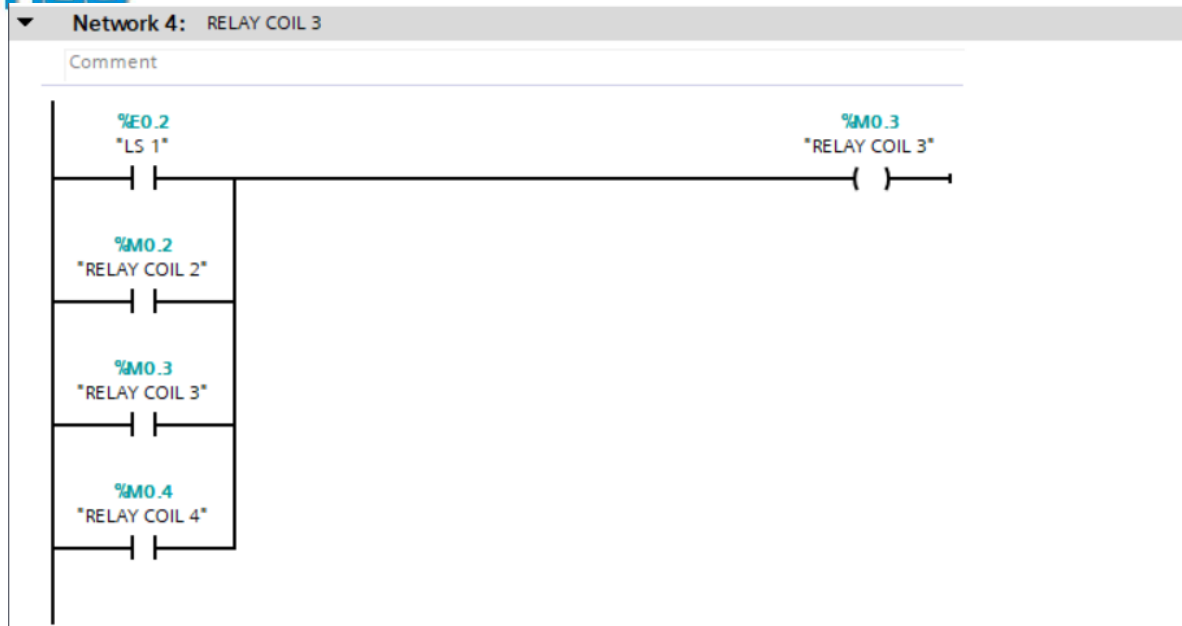 Network 4: RELAY COIL 3
Comment
%E0.2
"LS 1"
%M0.3
"RELAY COIL 3"
%M0.2
"RELAY COIL 2"
%M0.3
"RELAY COIL 3"
%M0.4
"RELAY COIL 4"